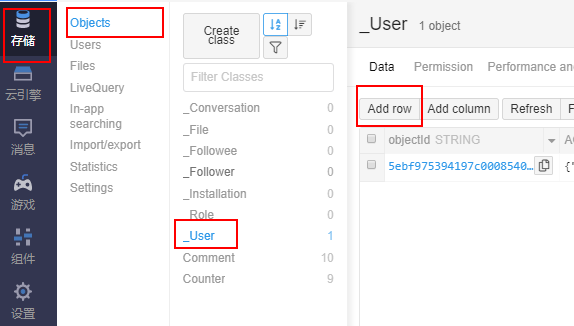 存储
云引擎
消息
游戏
组件
设置
Objects
Users
Files
LiveQuery
In-app
searching
Import/export
Statistics
Settings
Create
class
Filter Classes
_Conversation 0
_File 0
_Followee 0
_Follower 0
_Installation 0
_Role 0
_User 1
Comment 10
Counter 9
_User 1 object
Data Permission Performance an
Add row Add column Refresh F
objectId STRING A
5ebf975394197c0008540... {"